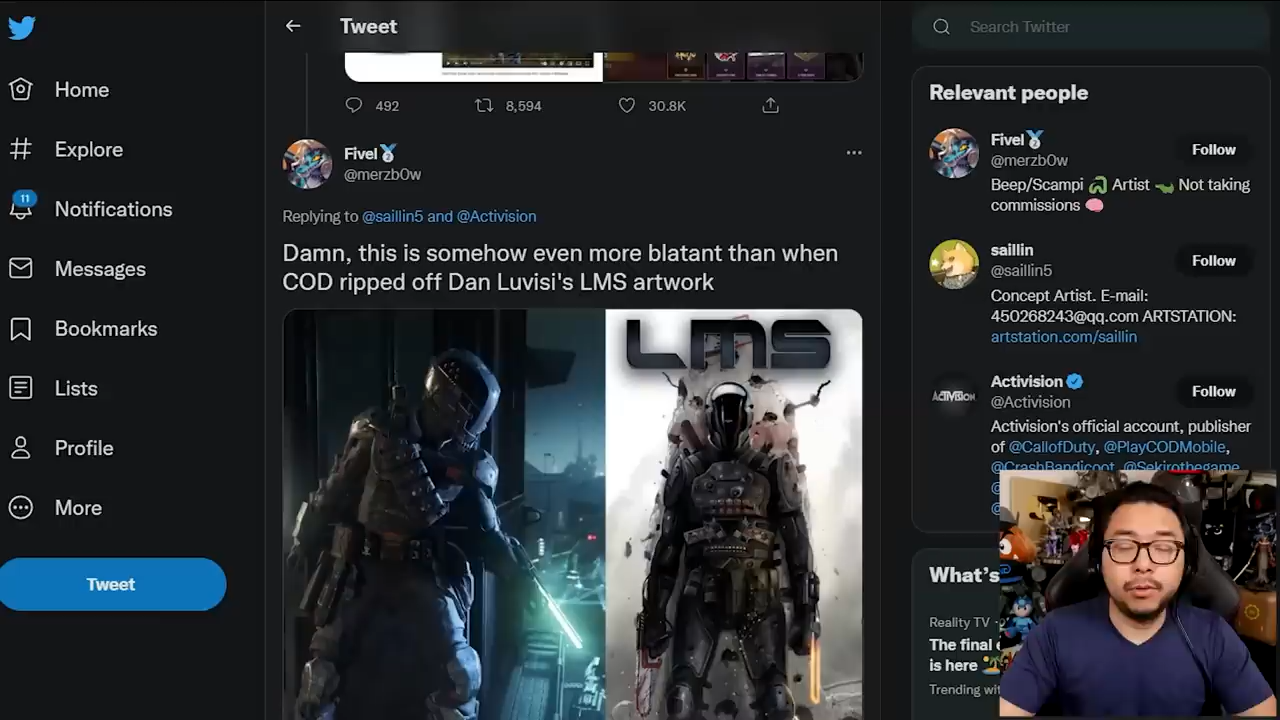 Home
Explore
11
Notifications
Messages
Bookmarks
Lists
Profile
More
Tweet
Tweet
492
8,594
30.8K
Fivel
@merzb0w
Replying to @saillin5 and @Activision
Damn, this is somehow even more blatant than when
COD ripped off Dan Luvisi's LMS artwork
LMS
Search Twitter
Relevant people
Fivel
@merzb0w
Follow
Beep/Scampi Artist Not taking
commissions
saillin
@saillin5
Follow
Concept Artist. E-mail:
450268243@qq.com ARTSTATION:
artstation.com/saillin
ACTIVISION
Activision
@Activision
Follow
Activision's official account, publisher
of @CallofDuty, @PlayCODMobile,
@CrashBandicoot, @Sekirothegame
@
@
What's
Reality TV ·
The final
is here
Trending wit